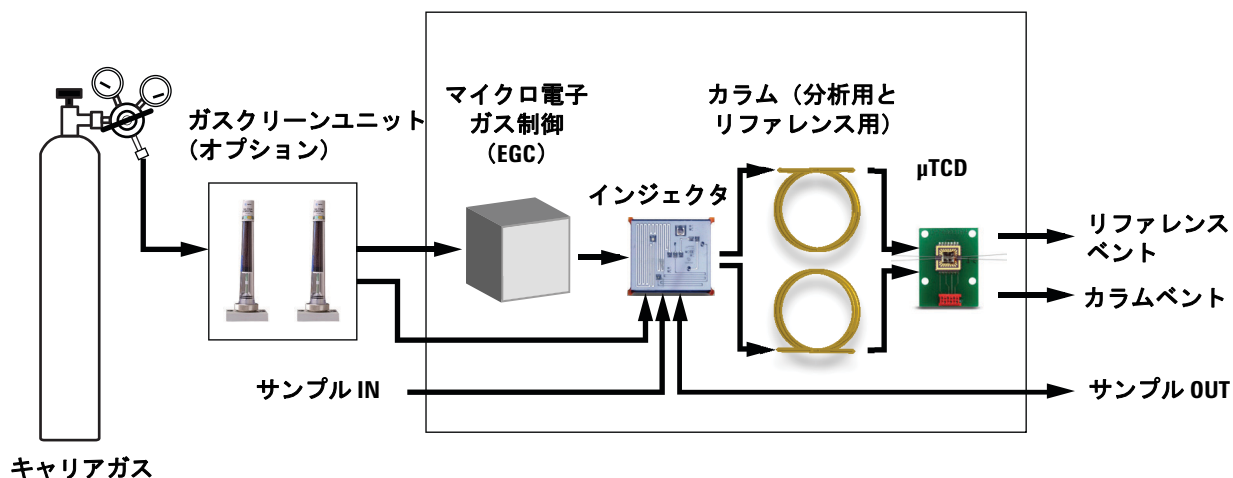 ガスクリーンユニット
(オプション)
マイクロ電子
ガス制御
(EGC)
カラム(分析用と
リファレンス用)
インジェクタ
μTCD
リファレンス
ベント
カラムベント
サンプル IN
サンプル OUT
キャリアガス